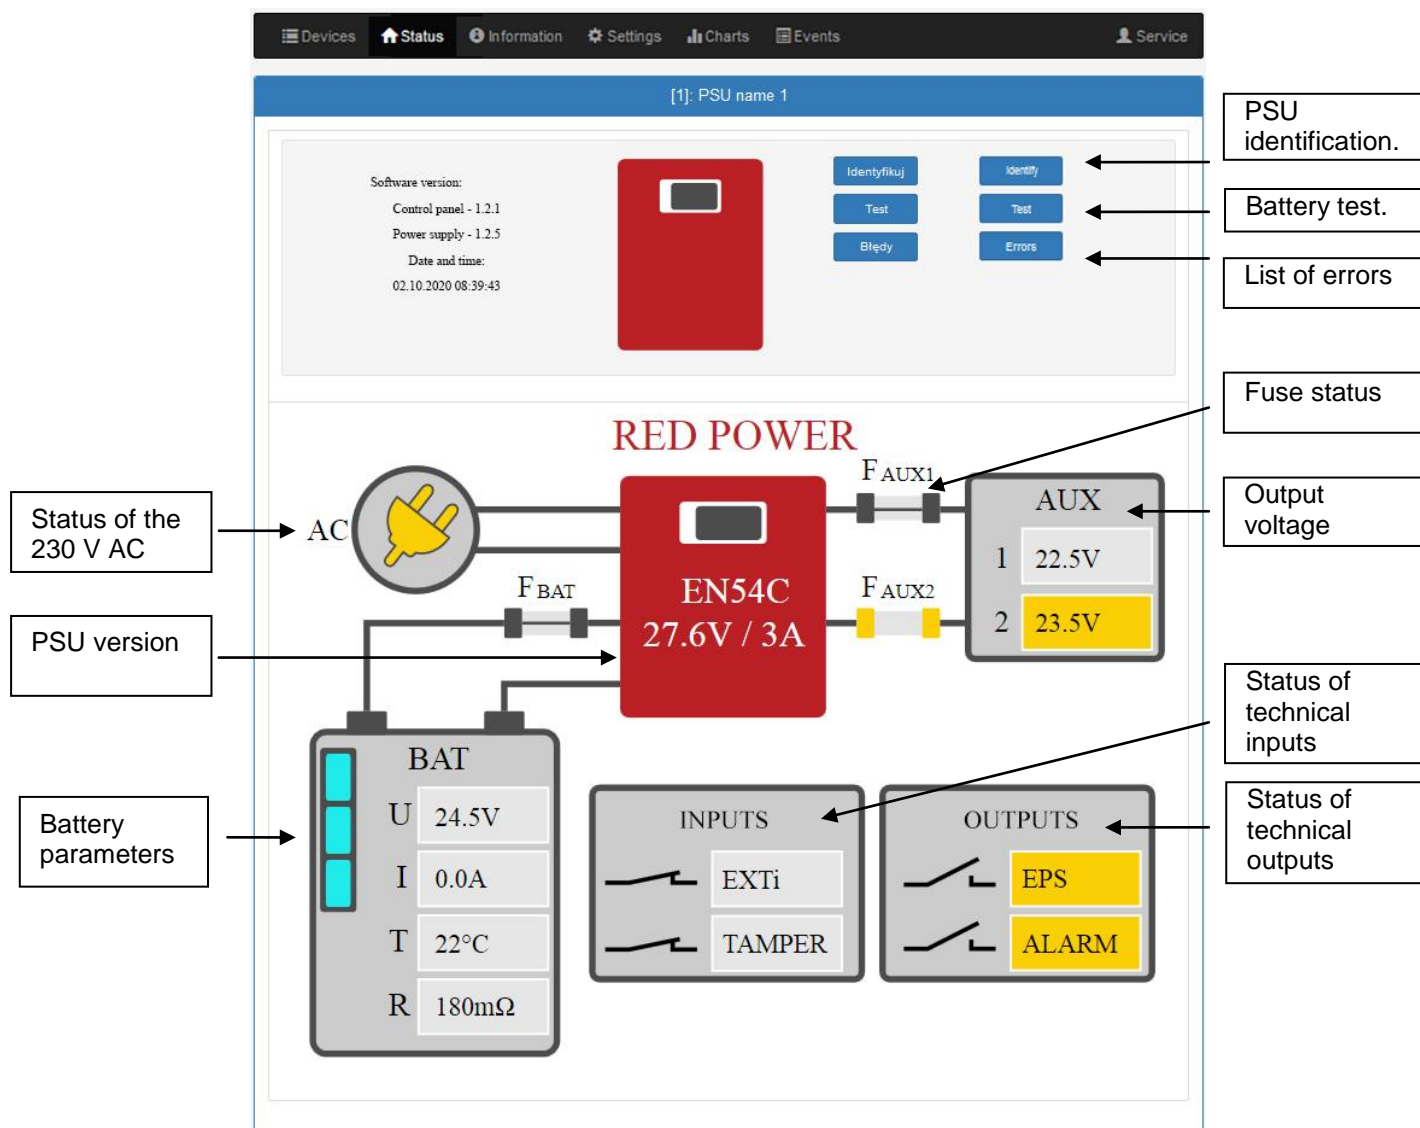 Devices Status Information Settings Charts Events Service
[1]: PSU name 1
Software version:
Control panel - 1.2.1
Power supply - 1.2.5
Date and time:
02.10.2020 08:39:43
Identyfikuj Identify
Test Test
Błędy Errors
PSU
identification.
Battery test.
List of errors
Fuse status
Output
voltage
Status of
technical
inputs
Status of
technical
outputs
Status of the
230 V AC
PSU version
Battery
parameters
RED POWER
AC
F BAT
EN54C
27.6V / 3A
F AUX1
F AUX2
AUX
1 22.5V
2 23.5V
BAT
U 24.5V
I 0.0A
T 22°C
R 180mΩ
INPUTS
EXTi
TAMPER
OUTPUTS
EPS
ALARM